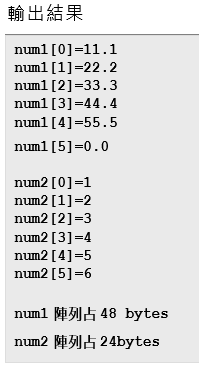 輸出結果
num1[0]=11.1
num1[1]=22.2
num1[2]=33.3
num1[3]=44.4
num1[4]=55.5
num1[5]=0.0
num2[0]=1
num2[1]=2
num2[2]=3
num2[3]=4
num2[4]=5
num2[5]=6
num1 陣列占 48 bytes
num2 陣列占 24bytes